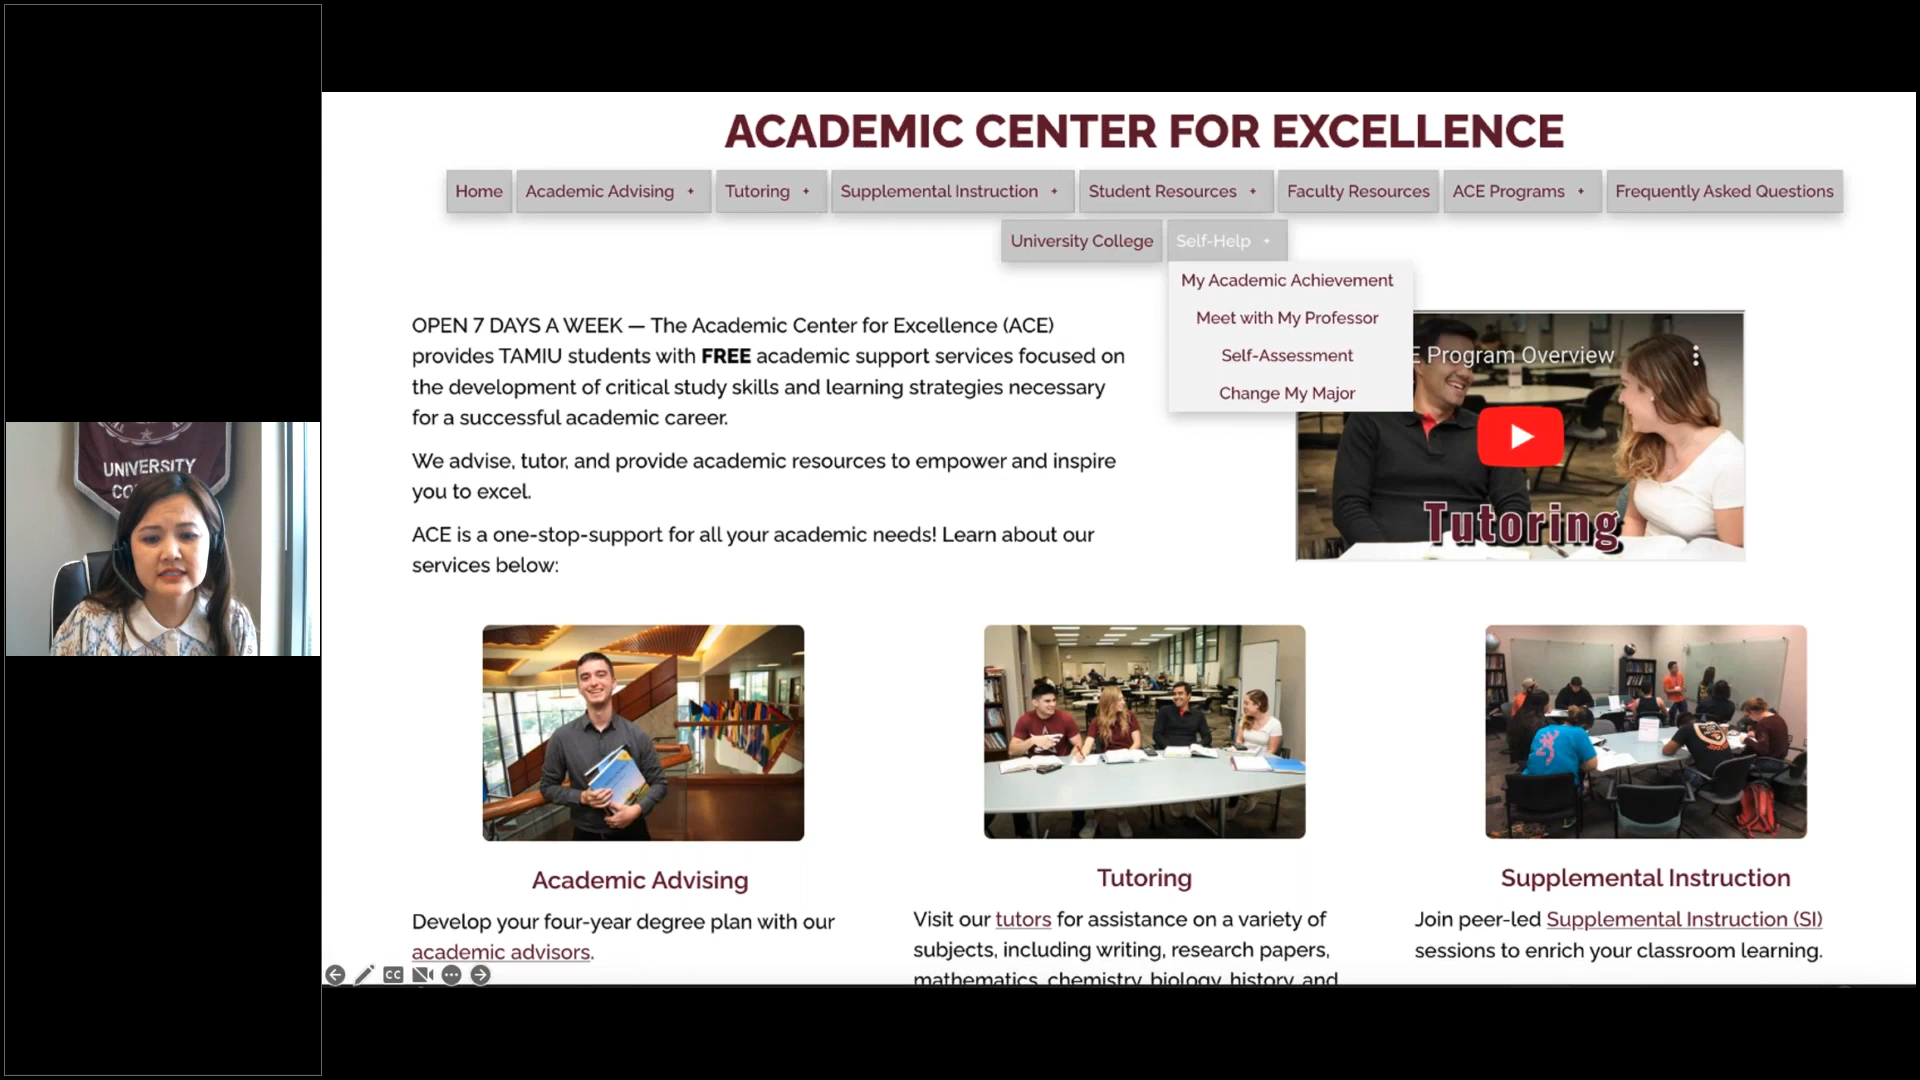 ACADEMIC CENTER FOR EXCELLENCE
Home
Academic Advising +
Tutoring +
Supplemental Instruction +
Student Resources +
Faculty Resources
ACE Programs +
Frequently Asked Questions
University College
Self-Help +
My Academic Achievement
Meet with My Professor
Self-Assessment
Change My Major
OPEN 7 DAYS A WEEK — The Academic Center for Excellence (ACE)
provides TAMIU students with FREE academic support services focused on
the development of critical study skills and learning strategies necessary
for a successful academic career.
We advise, tutor, and provide academic resources to empower and inspire
you to excel.
ACE is a one-stop-support for all your academic needs! Learn about our
services below:
E Program Overview
Tutoring
UNIVERSITY
CO
Academic Advising
Develop your four-year degree plan with our
academic advisors.
Tutoring
Visit our tutors for assistance on a variety of
subjects, including writing, research papers,
mathematics, chemistry, biology, history, and
Supplemental Instruction
Join peer-led Supplemental Instruction (SI)
sessions to enrich your classroom learning.
CC